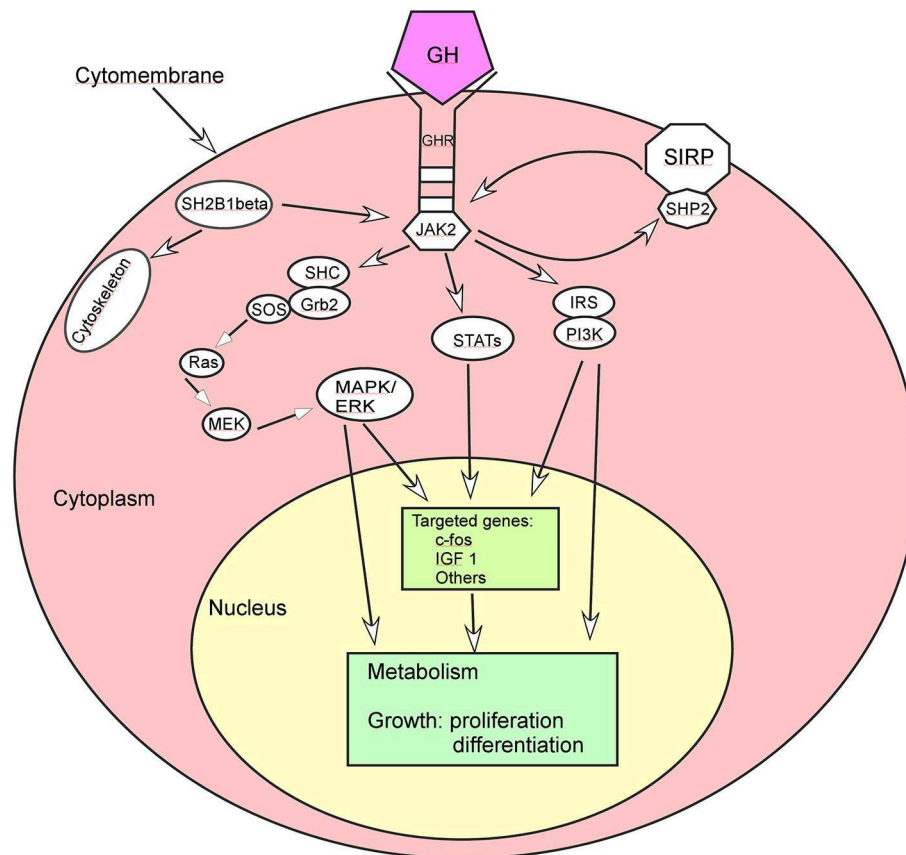 GH
Cytomembrane
GHR
SIRP
SH2B1beta
SHP2
JAK2
Cytoskeleton
SHC
SOS
Grb2
IRS
PI3K
STATs
Ras
MAPK/
ERK
MEK
Cytoplasm
Targeted genes:
c-fos
IGF 1
Others
Nucleus
Metabolism
Growth: proliferation
differentiation